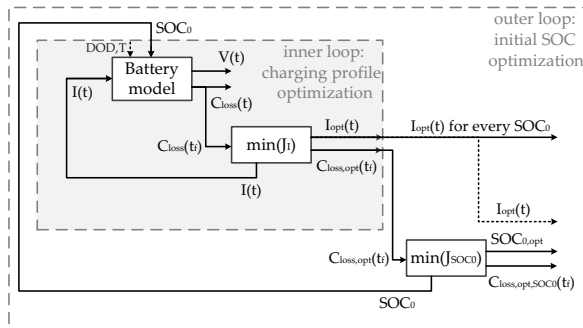 SOC0
outer loop:
initial SOC
optimization
DOD,T
inner loop:
charging profile
optimization
Battery
model
V(t)
I(t)
Closs(t)
Closs(tf)
min(JI)
Iopt(t)
Iopt(t) for every SOC0
Closs,opt(tf)
I(t)
Iopt(t)
Closs,opt(tf)
min(JSOC0)
SOC0,opt
Closs,opt,SOC0(tf)
SOC0